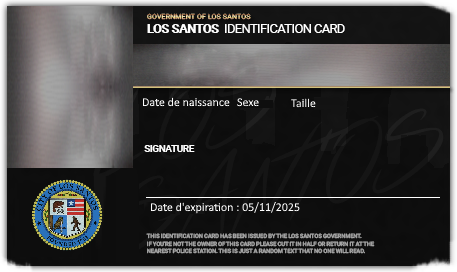 GOVERNMENT OF LOS SANTOS
LOS SANTOS IDENTIFICATION CARD
Date de naissance Sexe Taille
SIGNATURE
Date d'expiration : 05/11/2025
THIS IDENTIFICATION CARD HAS BEEN ISSUED BY THE LOS SANTOS GOVERNMENT.
IF YOU'RE NOT THE OWNER OF THIS CARD PLEASE CUT IT IN HALF OR RETURN IT AT THE
NEAREST POLICE STATION. THIS IS JUST A RANDOM TEXT THAT NO ONE WILL READ.